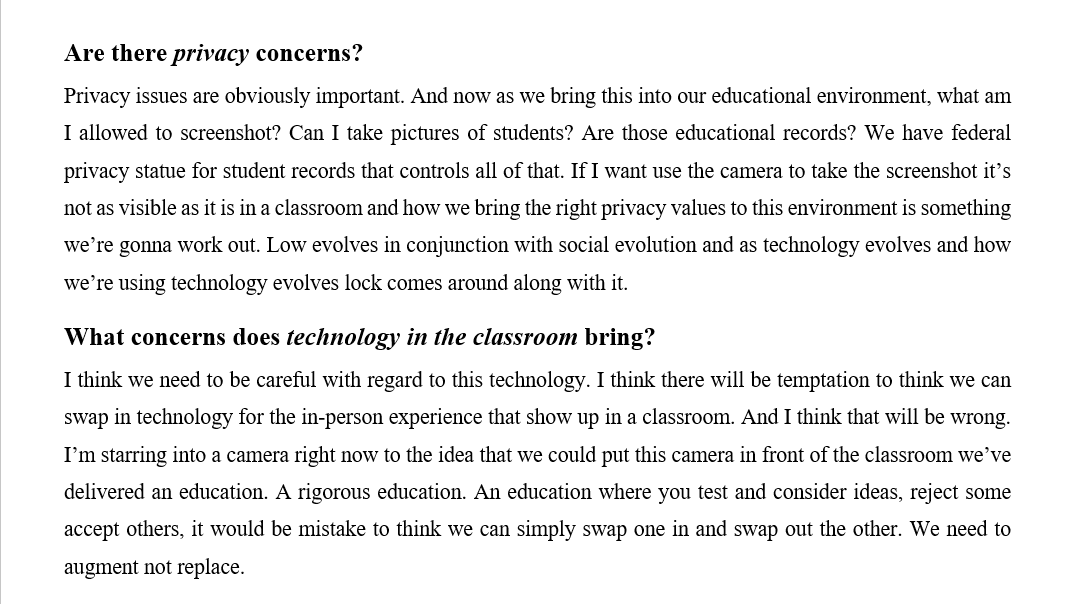 Are there privacy concerns?
Privacy issues are obviously important. And now as we bring this into our educational environment, what am
I allowed to screenshot? Can I take pictures of students? Are those educational records? We have federal
privacy statue for student records that controls all of that. If I want use the camera to take the screenshot it’s
not as visible as it is in a classroom and how we bring the right privacy values to this environment is something
we’re gonna work out. Low evolves in conjunction with social evolution and as technology evolves and how
we’re using technology evolves lock comes around along with it.
What concerns does technology in the classroom bring?
I think we need to be careful with regard to this technology. I think there will be temptation to think we can
swap in technology for the in-person experience that show up in a classroom. And I think that will be wrong.
I’m starring into a camera right now to the idea that we could put this camera in front of the classroom we’ve
delivered an education. A rigorous education. An education where you test and consider ideas, reject some
accept others, it would be mistake to think we can simply swap one in and swap out the other. We need to
augment not replace.